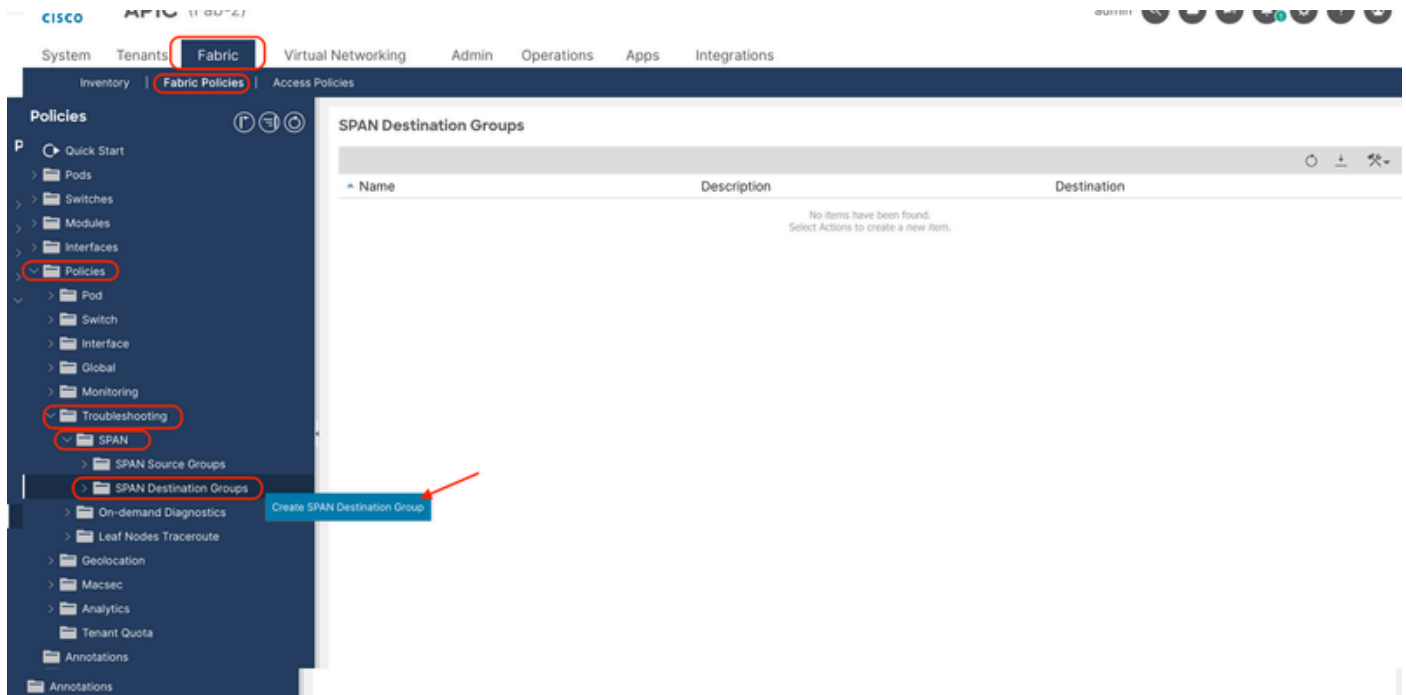 CISCO APIC (Fab-2) admin
System Tenants Fabric Virtual Networking Admin Operations Apps Integrations
Inventory | Fabric Policies | Access Policies
Policies
P
Quick Start
Pods
Switches
Modules
Interfaces
Policies
Pod
Switch
Interface
Global
Monitoring
Troubleshooting
SPAN
SPAN Source Groups
SPAN Destination Groups
On-demand Diagnostics
Leaf Nodes Traceroute
Geolocation
Macsec
Analytics
Tenant Quota
Annotations
Annotations
Create SPAN Destination Group
SPAN Destination Groups
Name Description Destination
No items have been found.
Select Actions to create a new item.